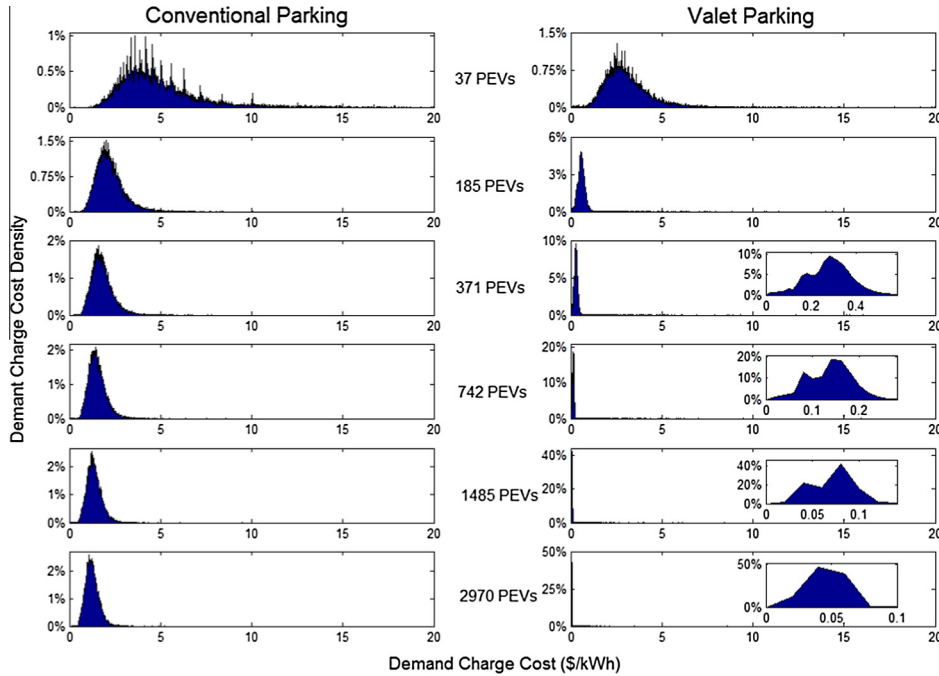 Conventional Parking
Valet Parking
Demant Charge Cost Density
1%
0.5%
0%
0 5 10 15 20
37 PEVs
1.5%
0.75%
0%
0 5 10 15 20
1.5%
0.75%
0%
0 5 10 15 20
185 PEVs
6%
3%
0%
0 5 10 15 20
2%
1%
0%
0 5 10 15 20
371 PEVs
10%
5%
0%
0 5 10 15 20
10%
5%
0%
0 0.2 0.4
2%
1%
0%
0 5 10 15 20
742 PEVs
20%
10%
0%
0 5 10 15 20
20%
10%
0%
0 0.1 0.2
2%
1%
0%
0 5 10 15 20
1485 PEVs
40%
20%
0%
0 5 10 15 20
40%
20%
0%
0 0.05 0.1
2%
1%
0%
0 5 10 15 20
2970 PEVs
50%
25%
0%
0 5 10 15 20
50%
0%
0 0.05 0.1
Demand Charge Cost ($/kWh)